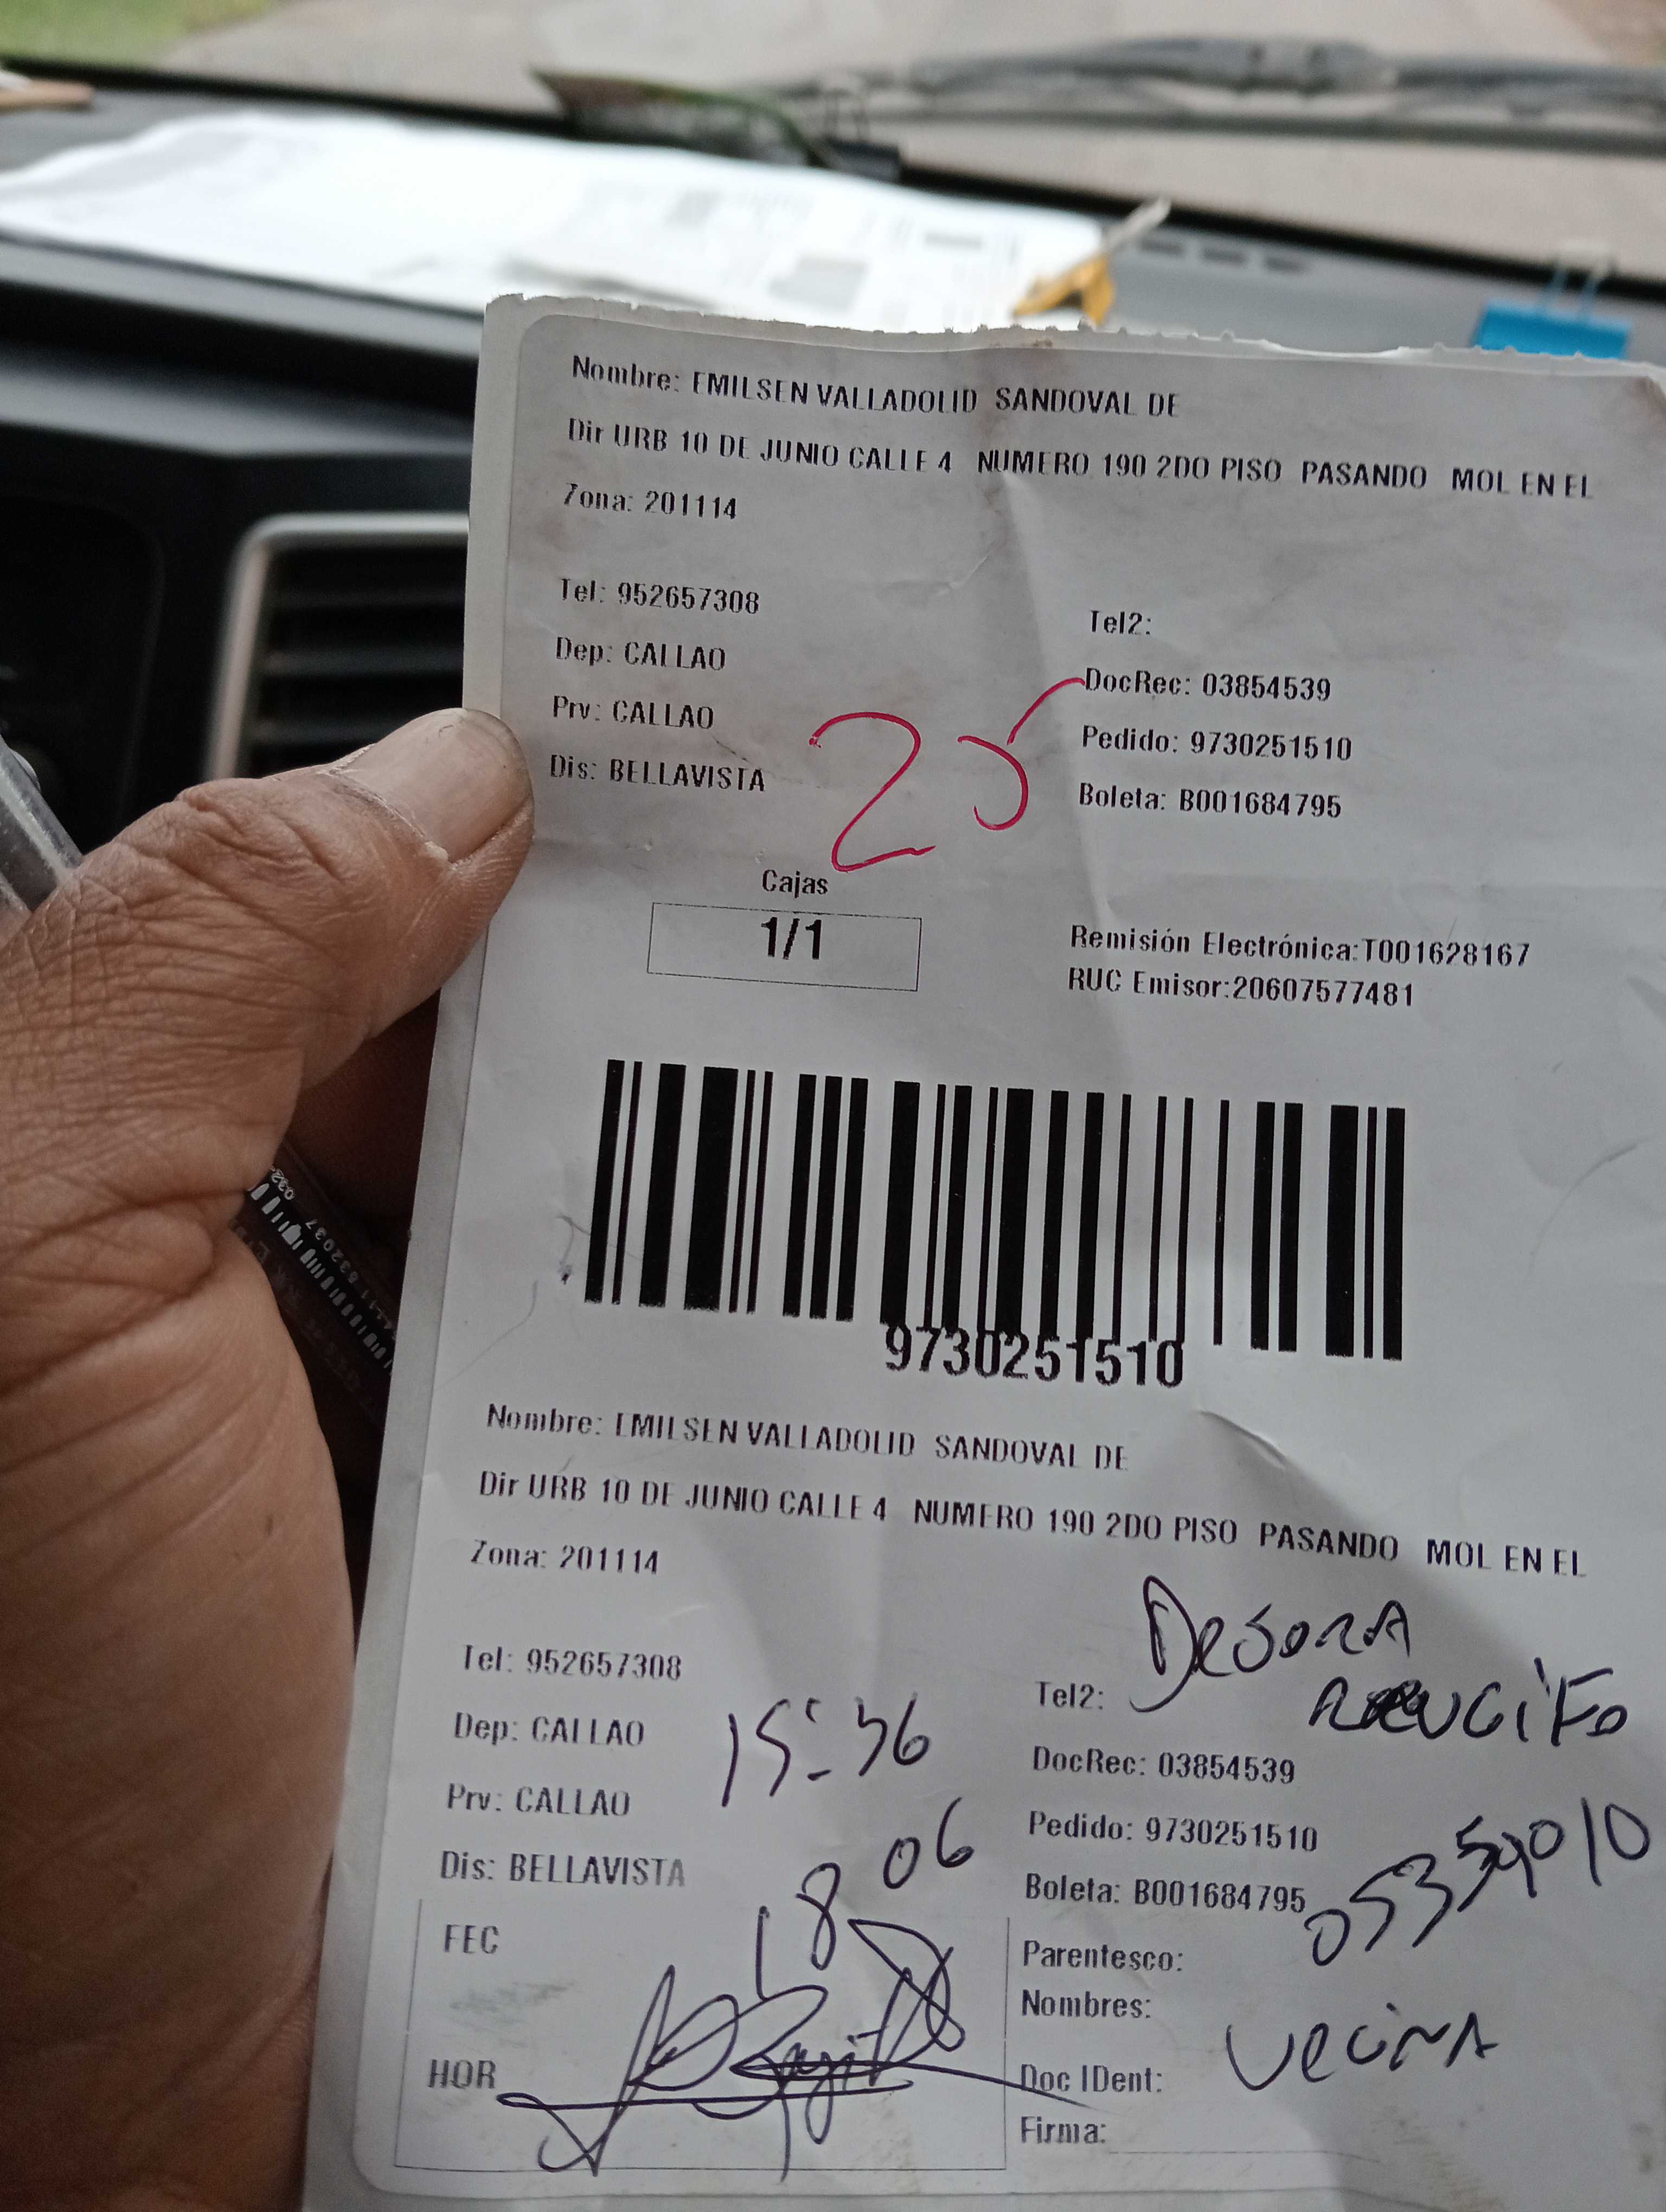 Nombre: EMILSEN VALLADOLID SANDOVAL DE
Dir URB 10 DE JUNIO CALLE 4 NUMERO 190 2DO PISO PASANDO MOL EN EL
Zona: 201114
Tel: 952657308
Tel2:
Dep: CALLAO
DocRec: 03854539
Prv: CALLAO
Pedido: 9730251510
Dis: BELLAVISTA
Boleta: B001684795
25
Cajas
1/1
Remisión Electrónica:T001628167
RUC Emisor:20607577481
9730251510
Nombre: EMILSEN VALLADOLID SANDOVAL DE
Dir URB 10 DE JUNIO CALLE 4 NUMERO 190 2DO PISO PASANDO MOL EN EL
Zona: 201114
Tel: 952657308
Tel2:
Dep: CALLAO
15:36
DocRec: 03854539
Prv: CALLAO
Pedido: 9730251510
Dis: BELLAVISTA
18 06
Boleta: B001684795
FEC
Parentesco:
Nombres:
VeCiNA
HOR
Doc IDent:
Firma: